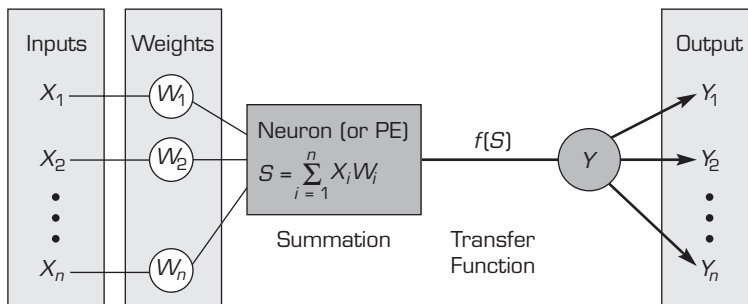 Inputs
Weights
Output
X1
W1
Y1
Neuron (or PE)
S = n∑i = 1 XiWi
f(S)
Y
X2
W2
Y2
Summation
Transfer
Function
Xn
Wn
Yn